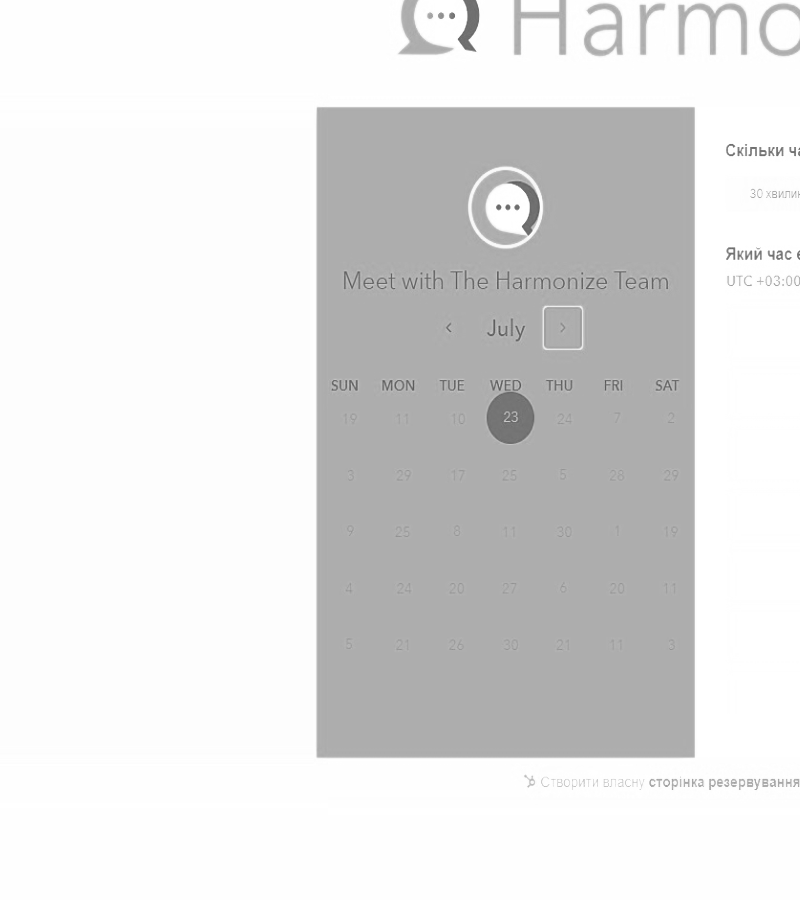 Harmo
Скільки ча
30 хвилин
Який час є
UTC +03:00
Meet with The Harmonize Team
July
SUN MON TUE WED THU FRI SAT
19 11 10 23 24 7 2
3 29 17 25 5 28 29
9 25 8 11 30 1 19
4 24 20 27 6 20 11
5 21 26 30 21 11 3
Створити власну сторінка резервування